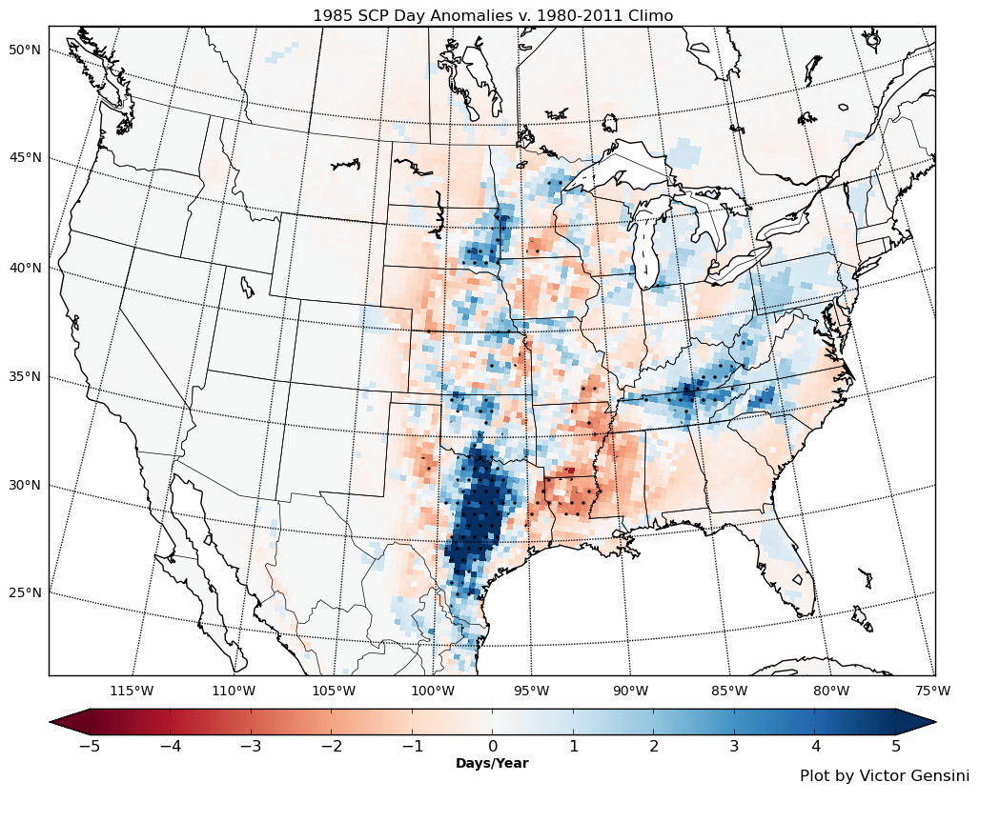 1985 SCP Day Anomalies v. 1980-2011 Climo
50°N
45°N
40°N
35°N
30°N
25°N
115°W 110°W 105°W 100°W 95°W 90°W 85°W 80°W 75°W
−5 −4 −3 −2 −1 0 1 2 3 4 5
Days/Year
Plot by Victor Gensini